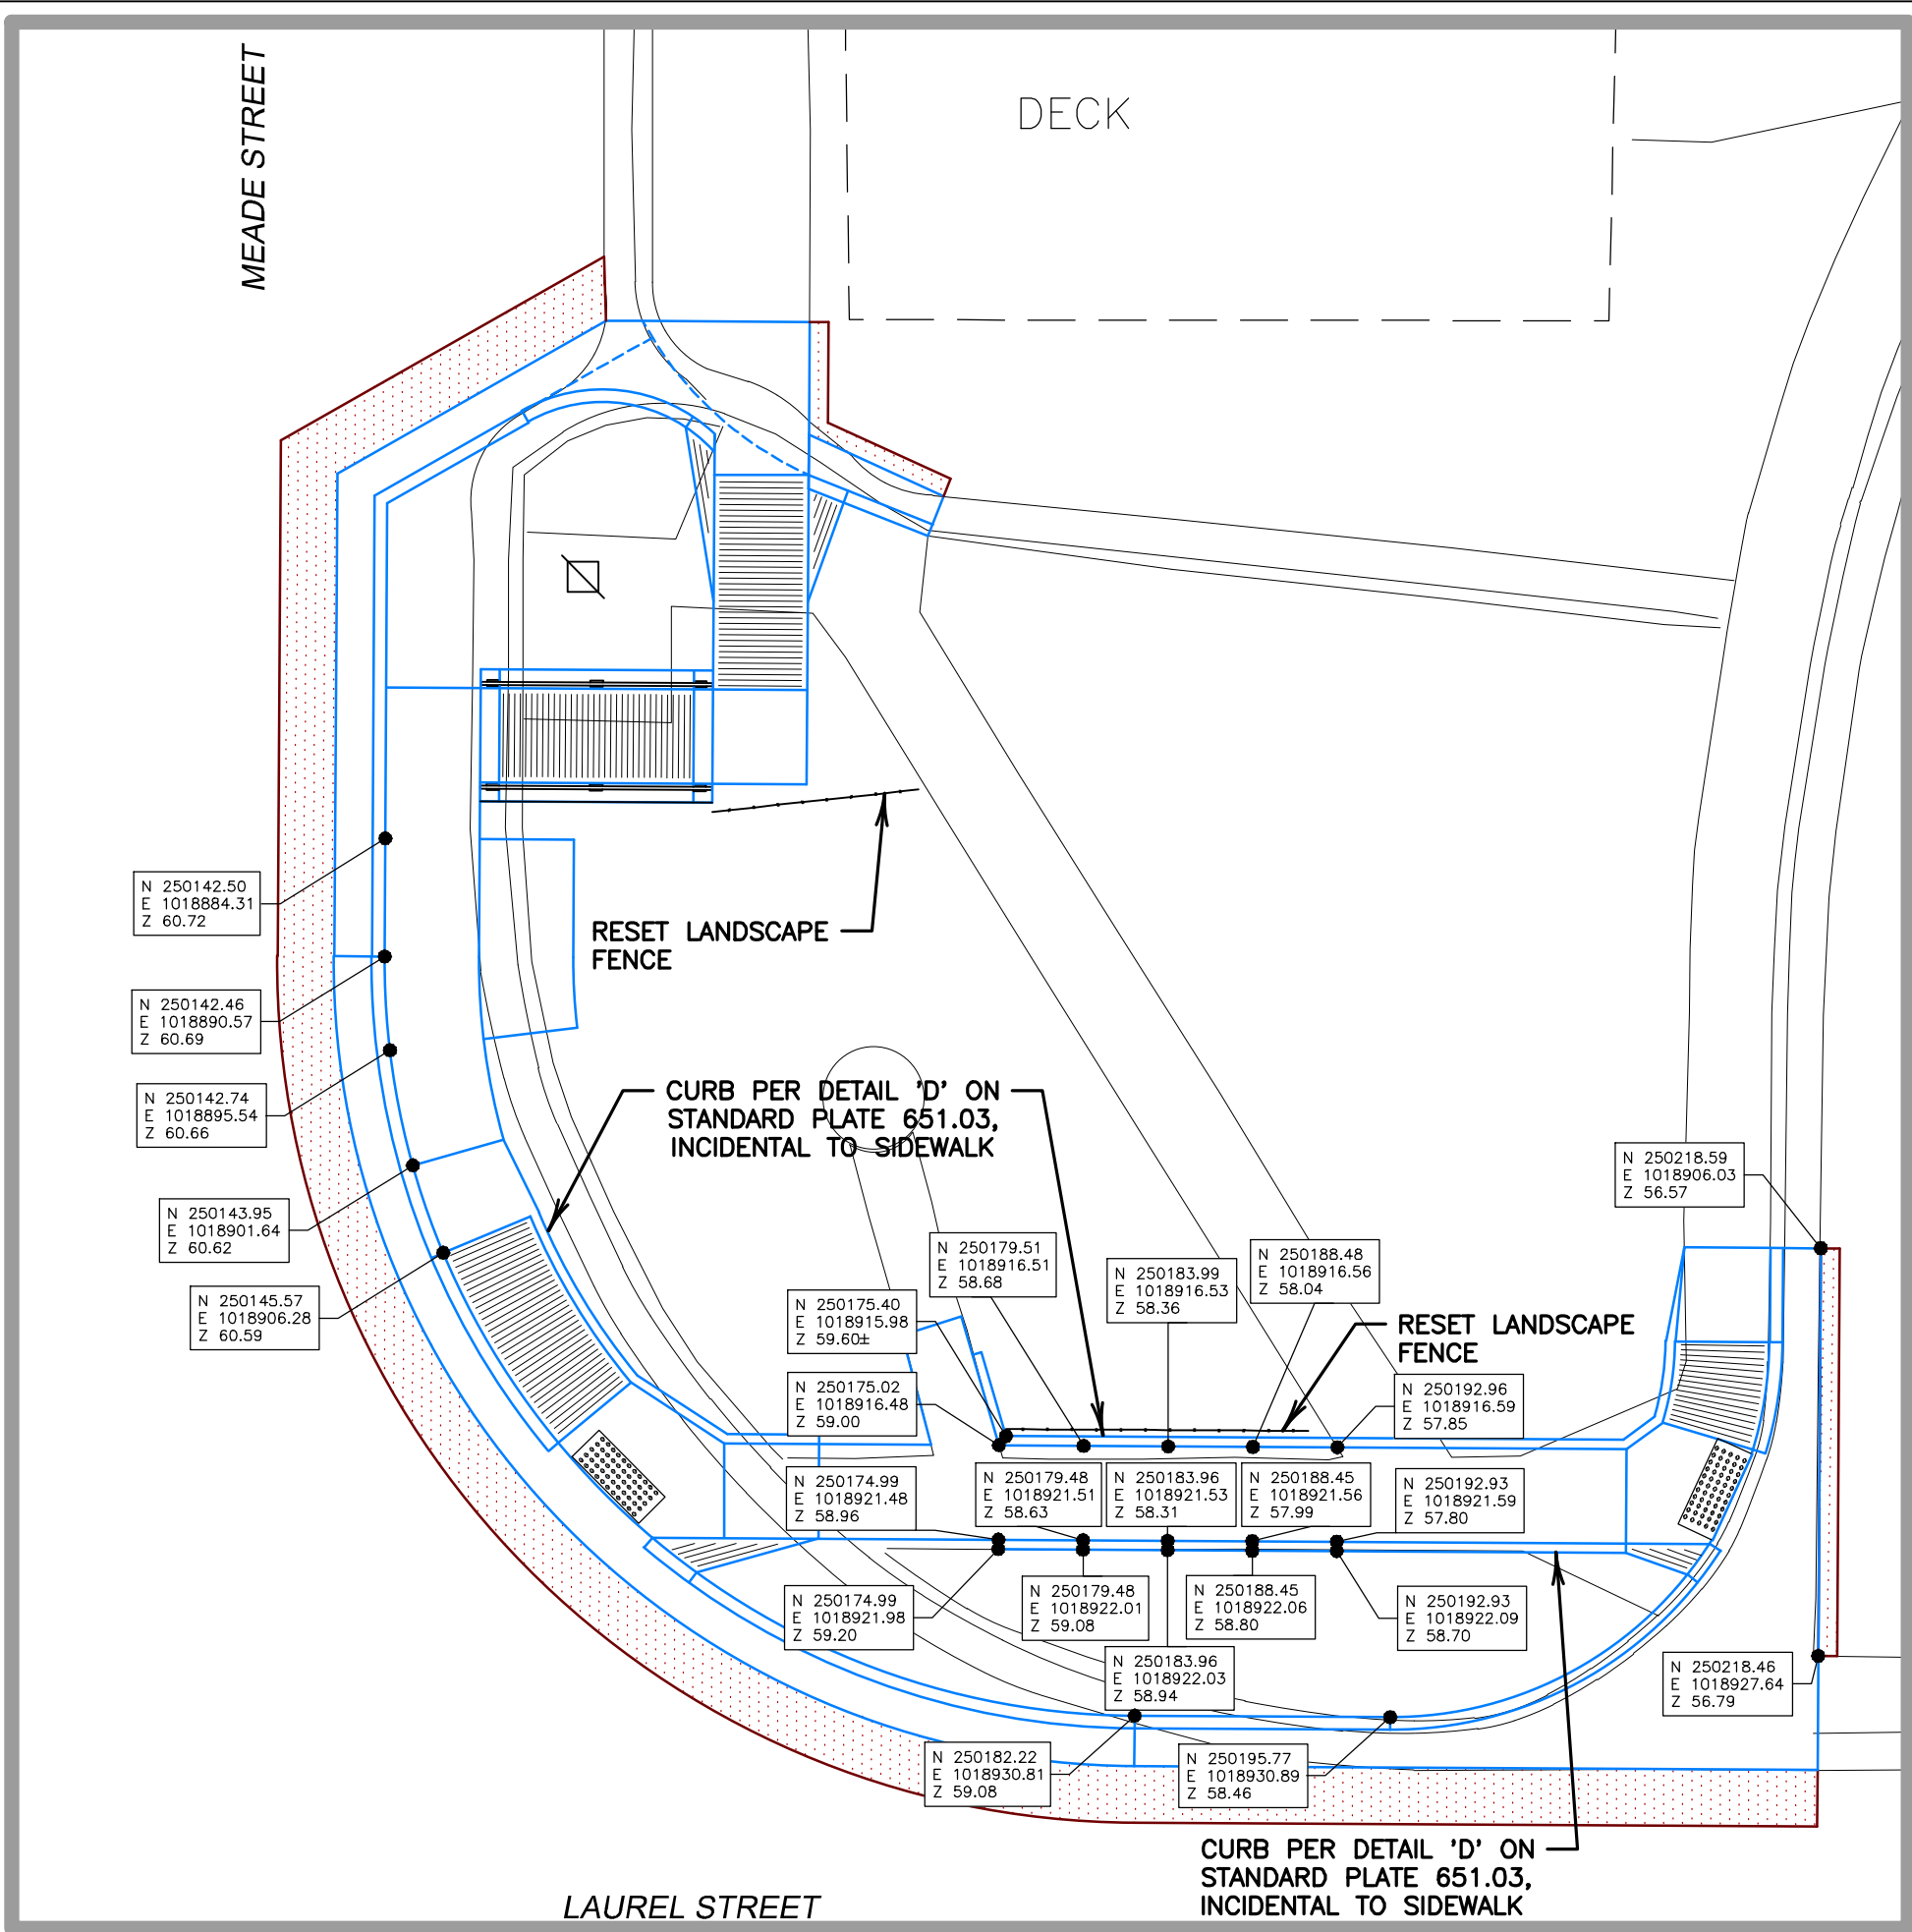 MEADE STREET
DECK
N 250142.50
E 1018884.31
Z 60.72
RESET LANDSCAPE
FENCE
N 250142.46
E 1018890.57
Z 60.69
N 250142.74
E 1018895.54
Z 60.66
CURB PER DETAIL 'D' ON
STANDARD PLATE 651.03,
INCIDENTAL TO SIDEWALK
N 250218.59
E 1018906.03
Z 56.57
N 250143.95
E 1018901.64
Z 60.62
N 250179.51
E 1018916.51
Z 58.68
N 250183.99
E 1018916.53
Z 58.36
N 250188.48
E 1018916.56
Z 58.04
N 250145.57
E 1018906.28
Z 60.59
N 250175.40
E 1018915.98
Z 59.60±
RESET LANDSCAPE
FENCE
N 250175.02
E 1018916.48
Z 59.00
N 250192.96
E 1018916.59
Z 57.85
N 250174.99
E 1018921.48
Z 58.96
N 250179.48
E 1018921.51
Z 58.63
N 250183.96
E 1018921.53
Z 58.31
N 250188.45
E 1018921.56
Z 57.99
N 250192.93
E 1018921.59
Z 57.80
N 250174.99
E 1018921.98
Z 59.20
N 250179.48
E 1018922.01
Z 59.08
N 250188.45
E 1018922.06
Z 58.80
N 250192.93
E 1018922.09
Z 58.70
N 250183.96
E 1018922.03
Z 58.94
N 250218.46
E 1018927.64
Z 56.79
N 250182.22
E 1018930.81
Z 59.08
N 250195.77
E 1018930.89
Z 58.46
CURB PER DETAIL 'D' ON
STANDARD PLATE 651.03,
INCIDENTAL TO SIDEWALK
LAUREL STREET